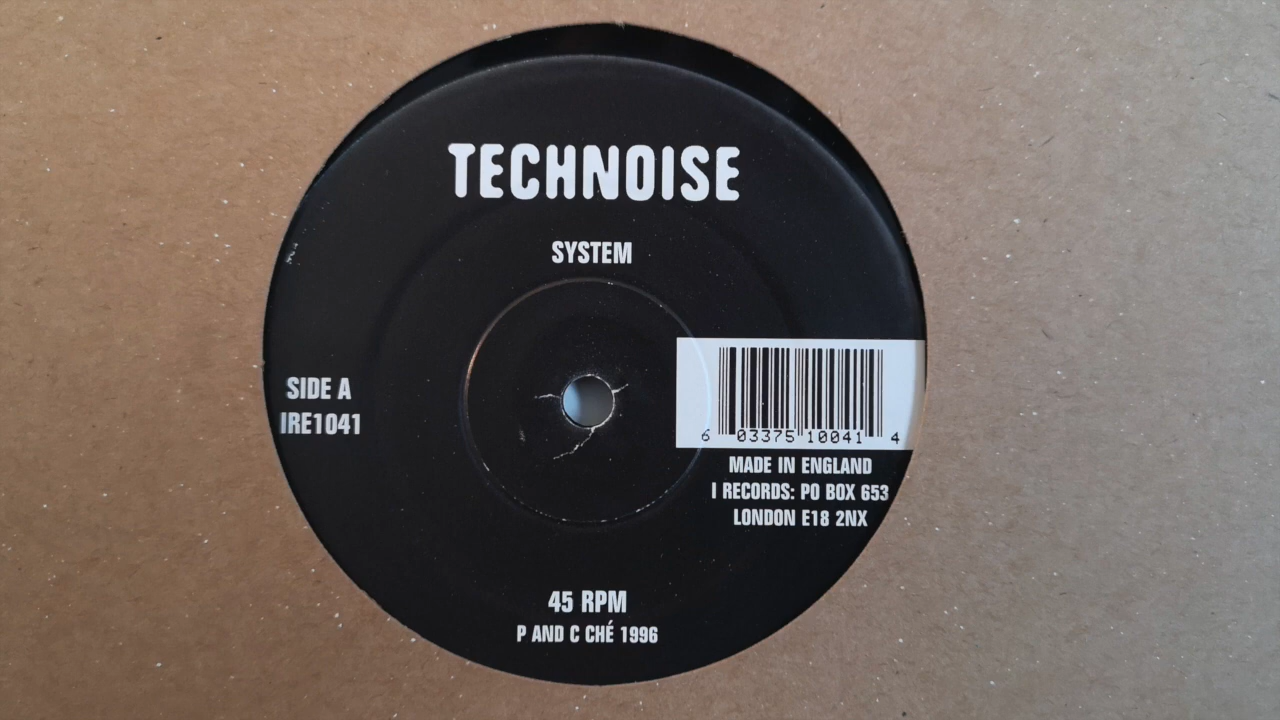 TECHNOISE
SYSTEM
SIDE A
IRE1041
6 03375 10041 4
MADE IN ENGLAND
I RECORDS: PO BOX 653
LONDON E18 2NX
45 RPM
P AND C CHÉ 1996